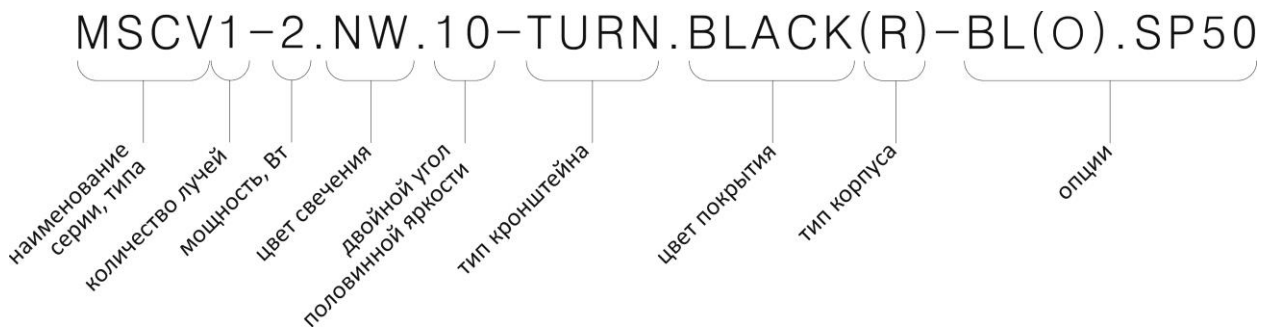 MSCV1-2.NW.10-TURN.BLACK(R)-BL(O).SP50
наименование
серии, типа
количество лучей
мощность, Вт
цвет свечения
двойной угол
половинной яркости
тип кронштейна
цвет покрытия
тип корпуса
опции